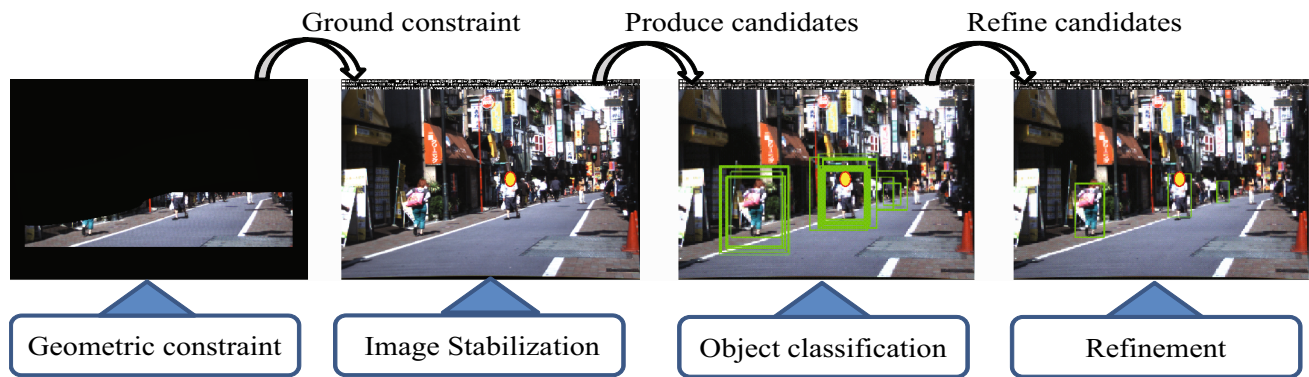 Ground constraint
Produce candidates
Refine candidates
Geometric constraint
Image Stabilization
Object classification
Refinement